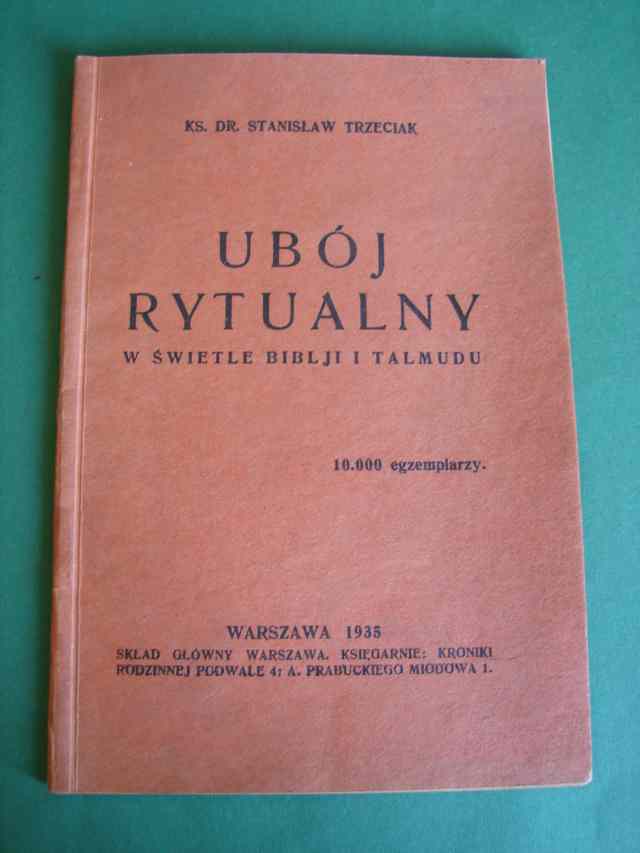 KS. DR. STANISŁAW TRZECIAK
UBÓJ
RYTUALNY
W ŚWIETLE BIBLJI I TALMUDU
10.000 egzemplarzy.
WARSZAWA 1935
SKŁAD GŁÓWNY WARSZAWA. KSIĘGARNIE: KRONIKI
RODZINNEJ PODWALE 4; A. PRABUCKIEGO MIODOWA 1.